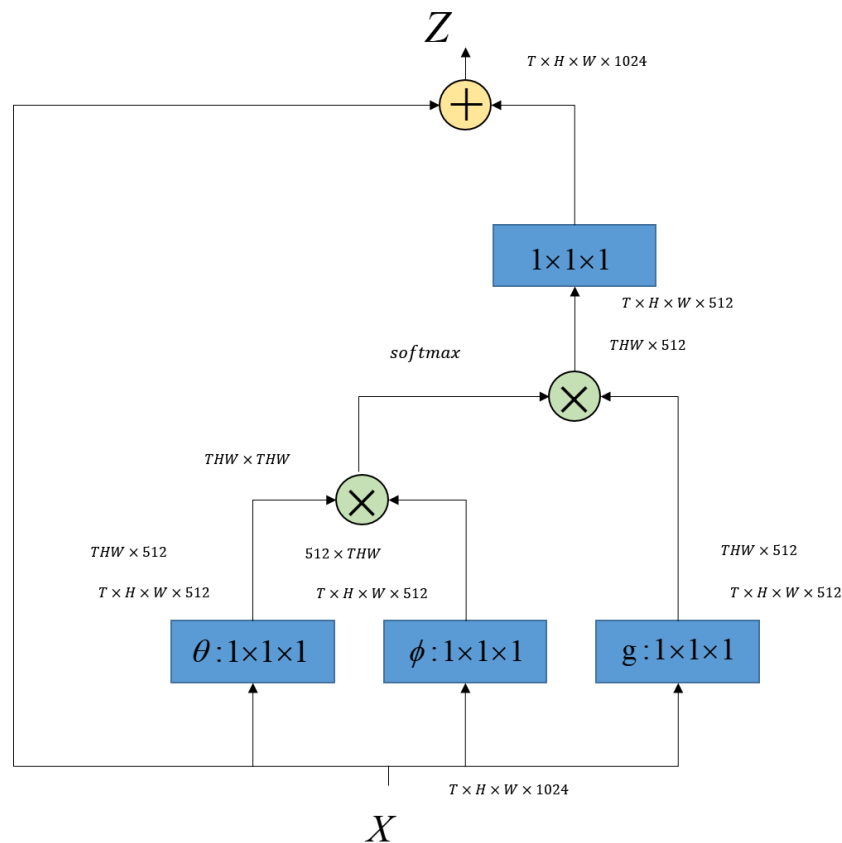 Z
T × H × W × 1024
+
1×1×1
T × H × W × 512
THW × 512
softmax
×
THW × THW
×
THW × 512
512 × THW
THW × 512
T × H × W × 512
T × H × W × 512
T × H × W × 512
θ:1×1×1
ϕ:1×1×1
g:1×1×1
T × H × W × 1024
X